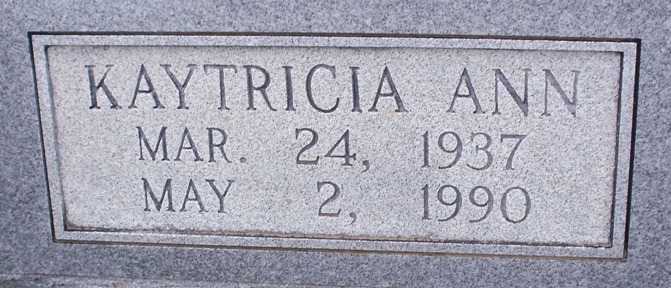 KAYTRICIA ANN
MAR. 24, 1937
MAY 2, 1990